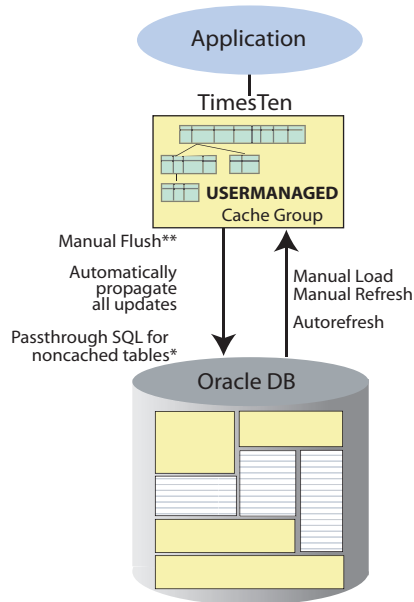 Application
TimesTen
USERMANAGED
Cache Group
Manual Flush**
Automatically
propagate
all updates
Passthrough SQL for
noncached tables*
Manual Load
Manual Refresh
Autorefresh
Oracle DB